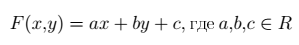 F(x,y) = ax + by + c, где a,b,c ∈ R